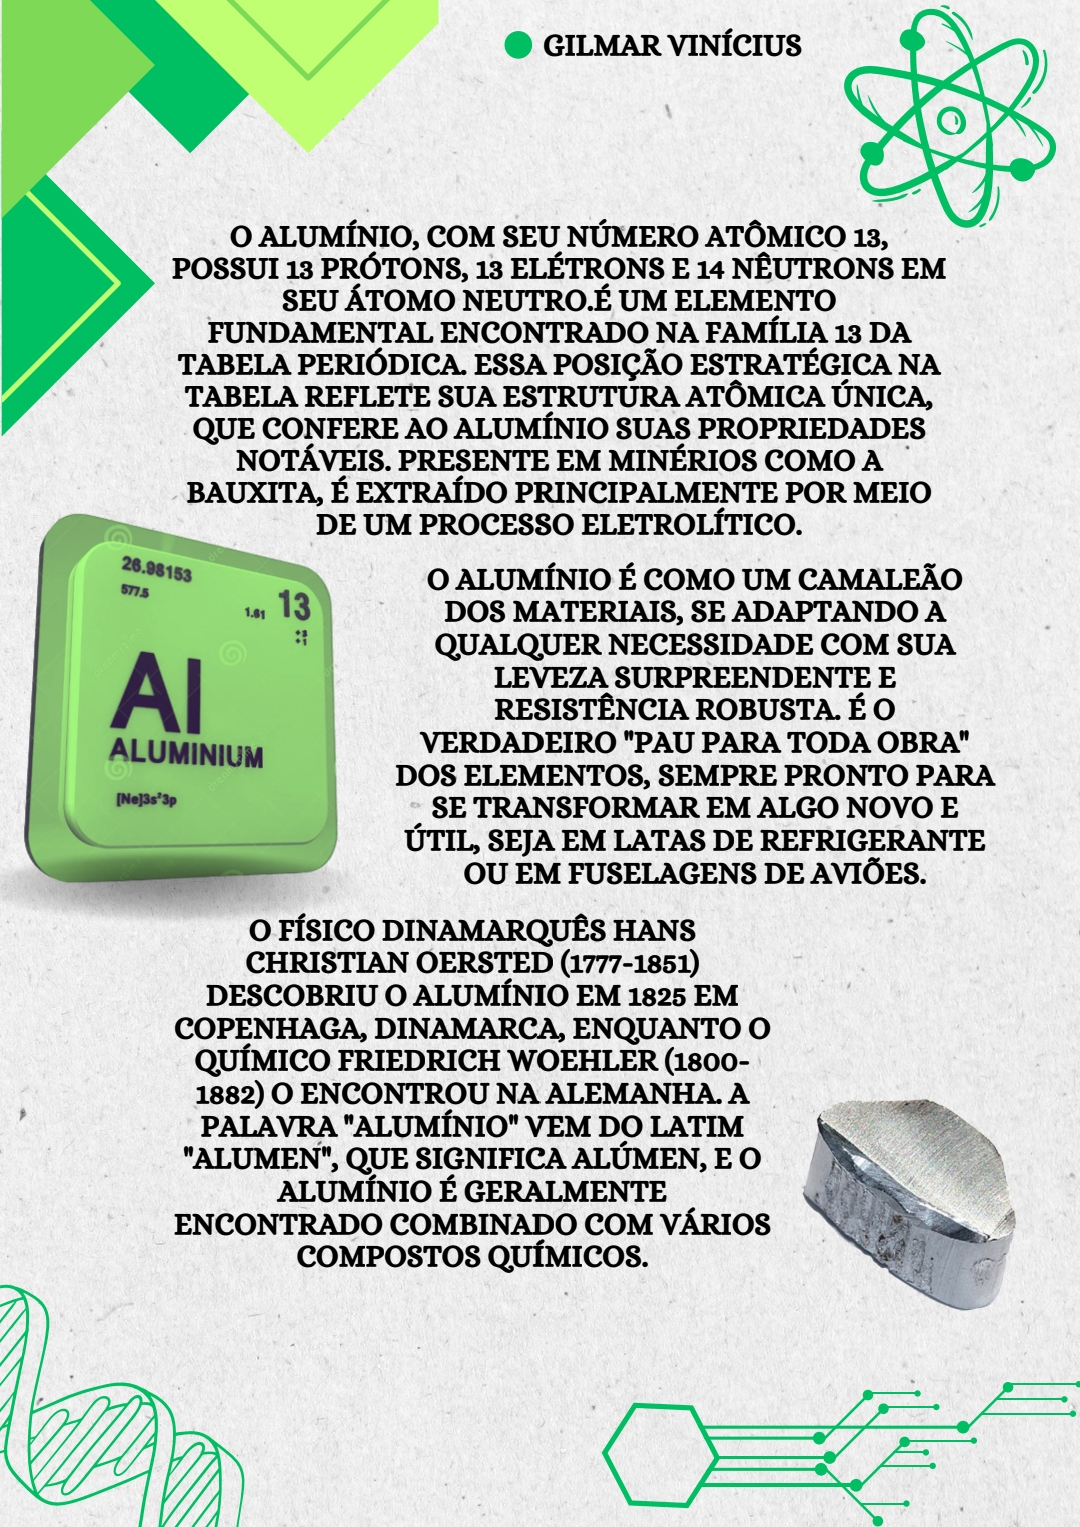 GILMAR VINÍCIUS
O ALUMÍNIO, COM SEU NÚMERO ATÔMICO 13,
POSSUI 13 PRÓTONS, 13 ELÉTRONS E 14 NÊUTRONS EM
SEU ÁTOMO NEUTRO.É UM ELEMENTO
FUNDAMENTAL ENCONTRADO NA FAMÍLIA 13 DA
TABELA PERIÓDICA. ESSA POSIÇÃO ESTRATÉGICA NA
TABELA REFLETE SUA ESTRUTURA ATÔMICA ÚNICA,
QUE CONFERE AO ALUMÍNIO SUAS PROPRIEDADES
NOTÁVEIS. PRESENTE EM MINÉRIOS COMO A
BAUXITA, É EXTRAÍDO PRINCIPALMENTE POR MEIO
DE UM PROCESSO ELETROLÍTICO.
26.98153
577.5
1.61 13
+3
+1
Al
ALUMINIUM
[Ne]3s²3p
O ALUMÍNIO É COMO UM CAMALEÃO
DOS MATERIAIS, SE ADAPTANDO A
QUALQUER NECESSIDADE COM SUA
LEVEZA SURPREENDENTE E
RESISTÊNCIA ROBUSTA. É O
VERDADEIRO "PAU PARA TODA OBRA"
DOS ELEMENTOS, SEMPRE PRONTO PARA
SE TRANSFORMAR EM ALGO NOVO E
ÚTIL, SEJA EM LATAS DE REFRIGERANTE
OU EM FUSELAGENS DE AVIÕES.
O FÍSICO DINAMARQUÊS HANS
CHRISTIAN OERSTED (1777-1851)
DESCOBRIU O ALUMÍNIO EM 1825 EM
COPENHAGA, DINAMARCA, ENQUANTO O
QUÍMICO FRIEDRICH WOEHLER (1800-
1882) O ENCONTROU NA ALEMANHA. A
PALAVRA "ALUMÍNIO" VEM DO LATIM
"ALUMEN", QUE SIGNIFICA ALÚMEN, E O
ALUMÍNIO É GERALMENTE
ENCONTRADO COMBINADO COM VÁRIOS
COMPOSTOS QUÍMICOS.